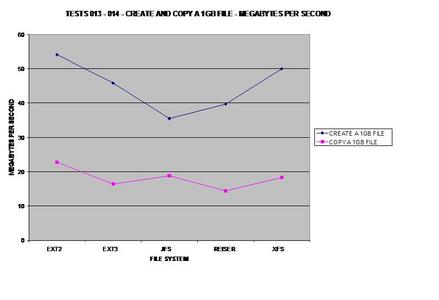 TESTS 013 - 014 - CREATE AND COPY A 1GB FILE - MEGABYTES PER SECOND
60
50
40
30
20
10
0
MEGABYTES PER SECOND
EXT2 EXT3 JFS REISER XFS
FILE SYSTEM
CREATE A 1GB FILE
COPY A 1GB FILE